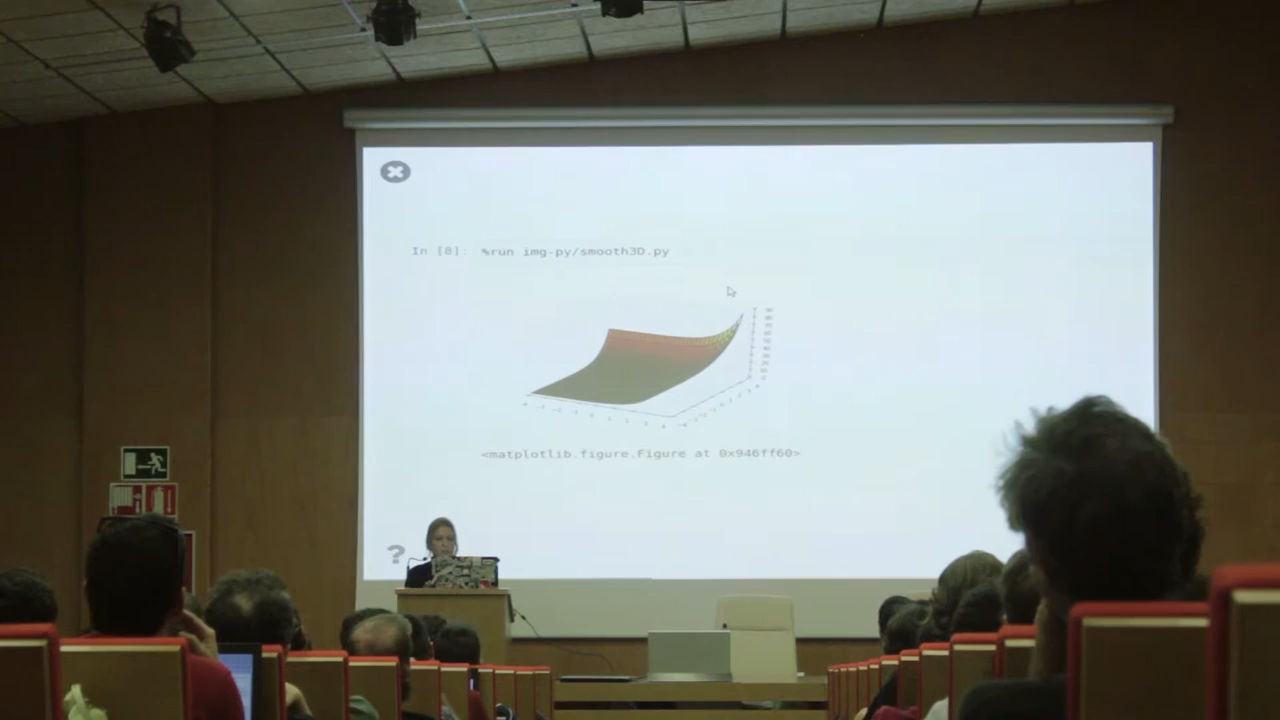 In [8]: %run img-py/smooth3D.py
<matplotlib.figure.Figure at 0x946ff60>
?